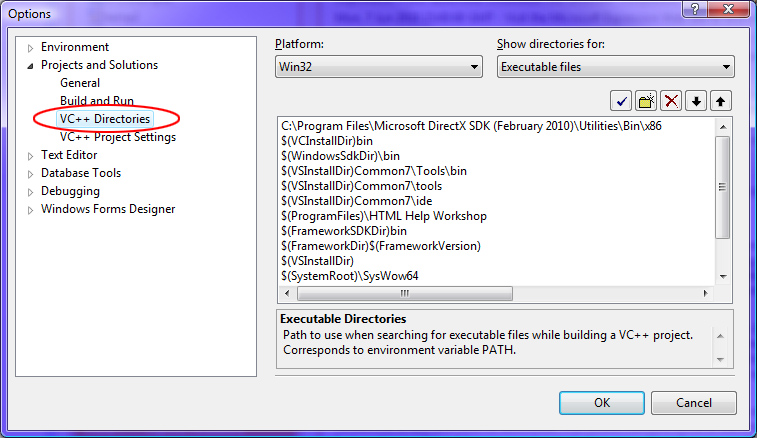 Options
Environment
Projects and Solutions
General
Build and Run
VC++ Directories
VC++ Project Settings
Text Editor
Database Tools
Debugging
Windows Forms Designer
Platform:
Show directories for:
Win32
Executable files
C:\Program Files\Microsoft DirectX SDK (February 2010)\Utilities\Bin\x86
$(VCInstallDir)bin
$(WindowsSdkDir)\bin
$(VSInstallDir)Common7\Tools\bin
$(VSInstallDir)Common7\tools
$(VSInstallDir)Common7\ide
$(ProgramFiles)\HTML Help Workshop
$(FrameworkSDKDir)bin
$(FrameworkDir)$(FrameworkVersion)
$(VSInstallDir)
$(SystemRoot)\SysWow64
Executable Directories
Path to use when searching for executable files while building a VC++ project.
Corresponds to environment variable PATH.
OK
Cancel